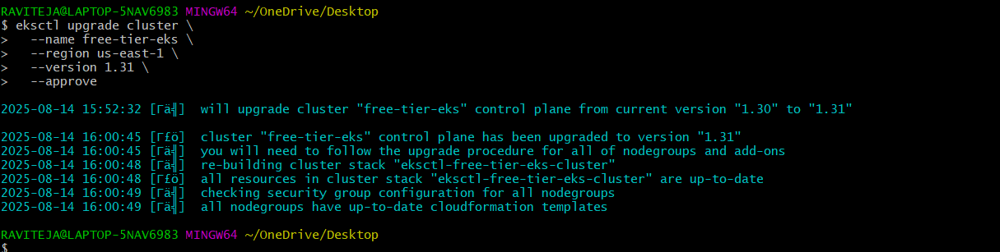 RAVITEJA@LAPTOP-5NAV6983 MINGW64 ~/OneDrive/Desktop
$ eksctl upgrade cluster \
>   --name free-tier-eks \
>   --region us-east-1 \
>   --version 1.31 \
>   --approve
2025-08-14 15:52:32 [Γä╣]  will upgrade cluster "free-tier-eks" control plane from current version "1.30" to "1.31"
2025-08-14 16:00:45 [Γ£ö]  cluster "free-tier-eks" control plane has been upgraded to version "1.31"
2025-08-14 16:00:45 [Γä╣]  you will need to follow the upgrade procedure for all of nodegroups and add-ons
2025-08-14 16:00:48 [Γä╣]  re-building cluster stack "eksctl-free-tier-eks-cluster"
2025-08-14 16:00:48 [Γ£ö]  all resources in cluster stack "eksctl-free-tier-eks-cluster" are up-to-date
2025-08-14 16:00:49 [Γä╣]  checking security group configuration for all nodegroups
2025-08-14 16:00:49 [Γä╣]  all nodegroups have up-to-date cloudformation templates
RAVITEJA@LAPTOP-5NAV6983 MINGW64 ~/OneDrive/Desktop
$